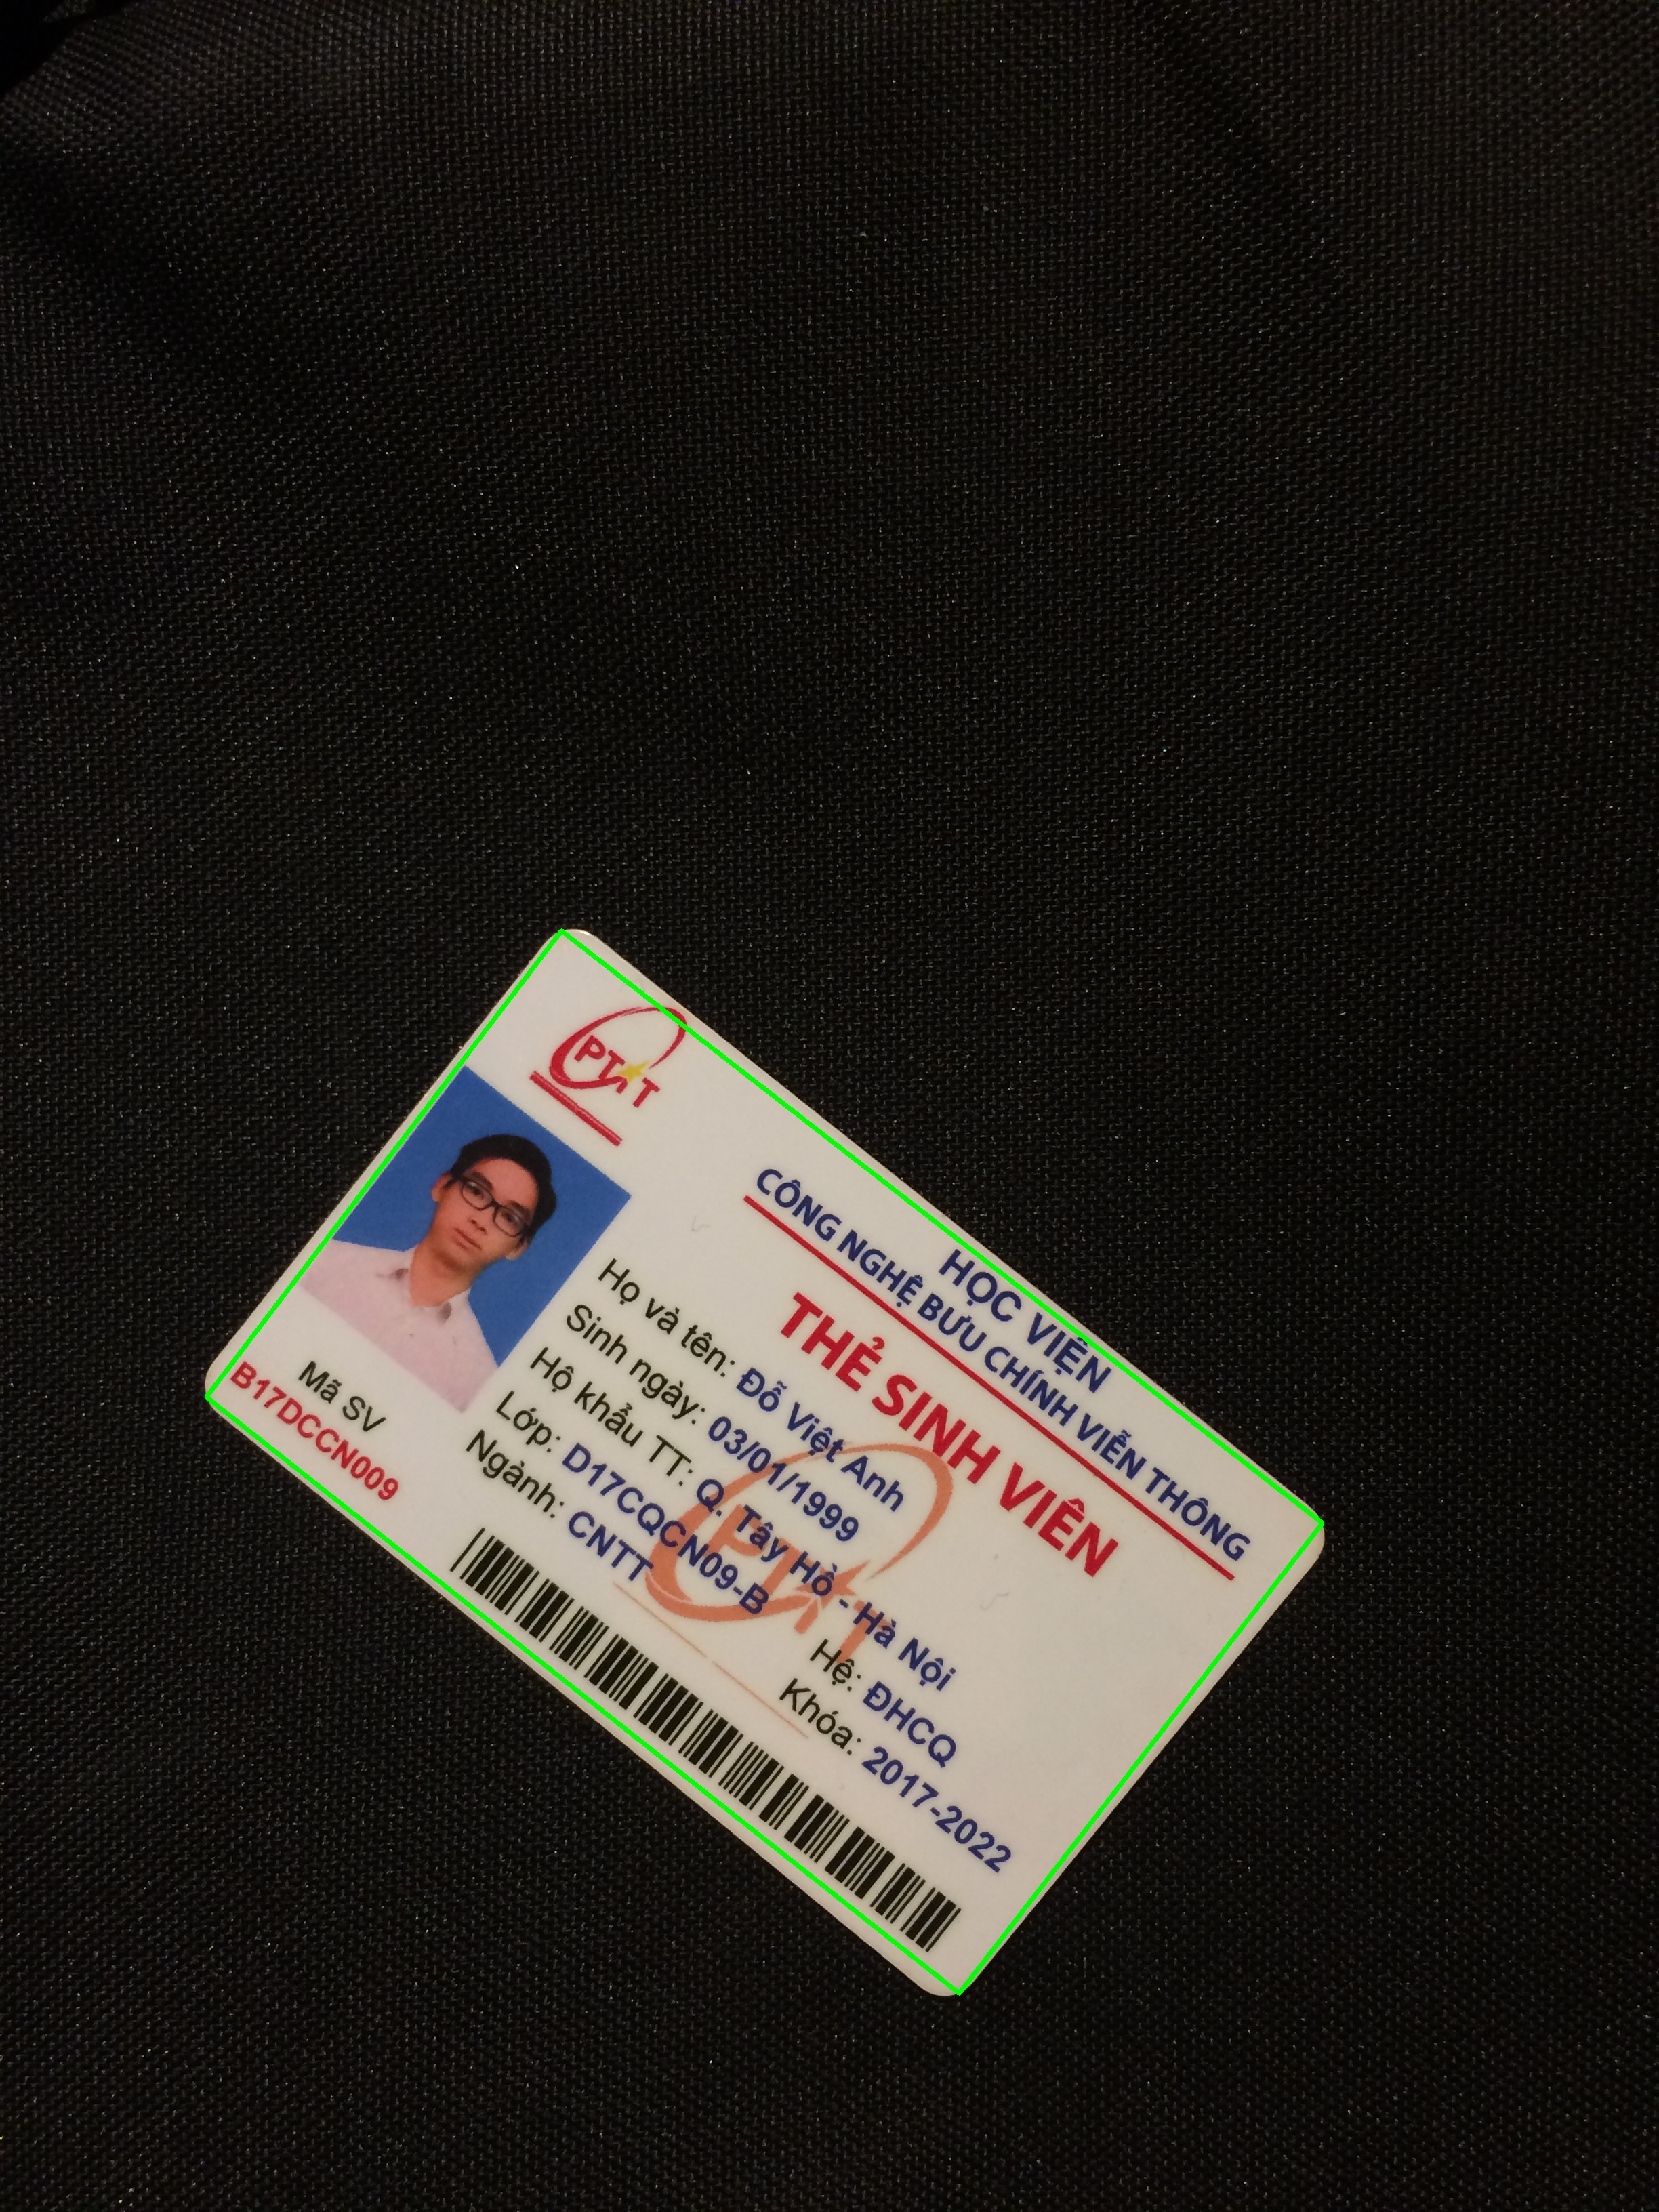 PTIT
HỌC VIỆN
CÔNG NGHỆ BƯU CHÍNH VIỄN THÔNG
THẺ SINH VIÊN
Họ và tên: Đỗ Việt Anh
Sinh ngày: 03/01/1999
Hộ khẩu TT: Q. Tây Hồ - Hà Nội
Lớp: D17CQCN09-B
Hệ: ĐHCQ
Ngành: CNTT
Khóa: 2017-2022
Mã SV
B17DCCN009
PTIT